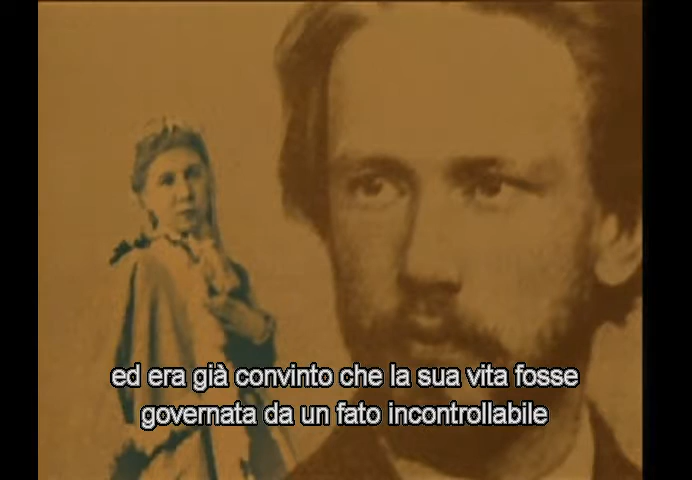 ed era già convinto che la sua vita fosse
governata da un fato incontrollabile